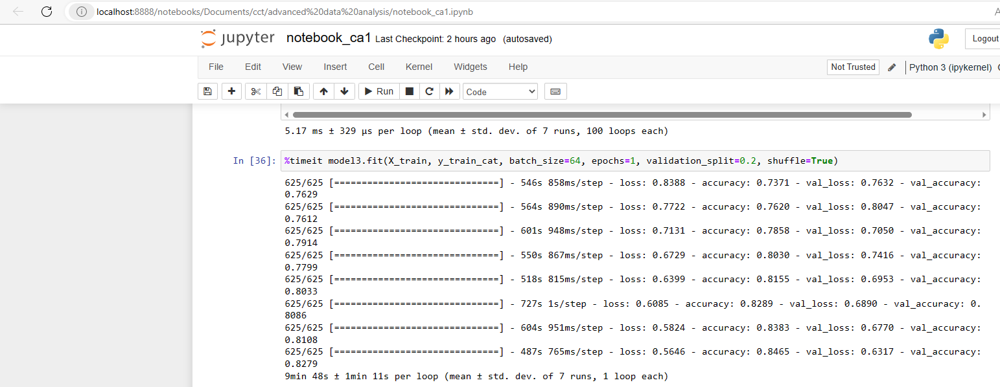 localhost:8888/notebooks/Documents/cct/advanced%20data%20analysis/notebook_ca1.ipynb
jupyter notebook_ca1 Last Checkpoint: 2 hours ago (autosaved)
Logout
File Edit View Insert Cell Kernel Widgets Help
Not Trusted
Python 3 (ipykernel)
Run
Code
5.17 ms ± 329 µs per loop (mean ± std. dev. of 7 runs, 100 loops each)
In [36]: %timeit model3.fit(X_train, y_train_cat, batch_size=64, epochs=1, validation_split=0.2, shuffle=True)
625/625 [==============================] - 546s 858ms/step - loss: 0.8388 - accuracy: 0.7371 - val_loss: 0.7632 - val_accuracy:
0.7629
625/625 [==============================] - 564s 890ms/step - loss: 0.7722 - accuracy: 0.7620 - val_loss: 0.8047 - val_accuracy:
0.7612
625/625 [==============================] - 601s 948ms/step - loss: 0.7131 - accuracy: 0.7858 - val_loss: 0.7050 - val_accuracy:
0.7914
625/625 [==============================] - 550s 867ms/step - loss: 0.6729 - accuracy: 0.8030 - val_loss: 0.7416 - val_accuracy:
0.7799
625/625 [==============================] - 518s 815ms/step - loss: 0.6399 - accuracy: 0.8155 - val_loss: 0.6953 - val_accuracy:
0.8033
625/625 [==============================] - 727s 1s/step - loss: 0.6085 - accuracy: 0.8289 - val_loss: 0.6890 - val_accuracy: 0.
8086
625/625 [==============================] - 604s 951ms/step - loss: 0.5824 - accuracy: 0.8383 - val_loss: 0.6770 - val_accuracy:
0.8108
625/625 [==============================] - 487s 765ms/step - loss: 0.5646 - accuracy: 0.8465 - val_loss: 0.6317 - val_accuracy:
0.8279
9min 48s ± 1min 11s per loop (mean ± std. dev. of 7 runs, 1 loop each)